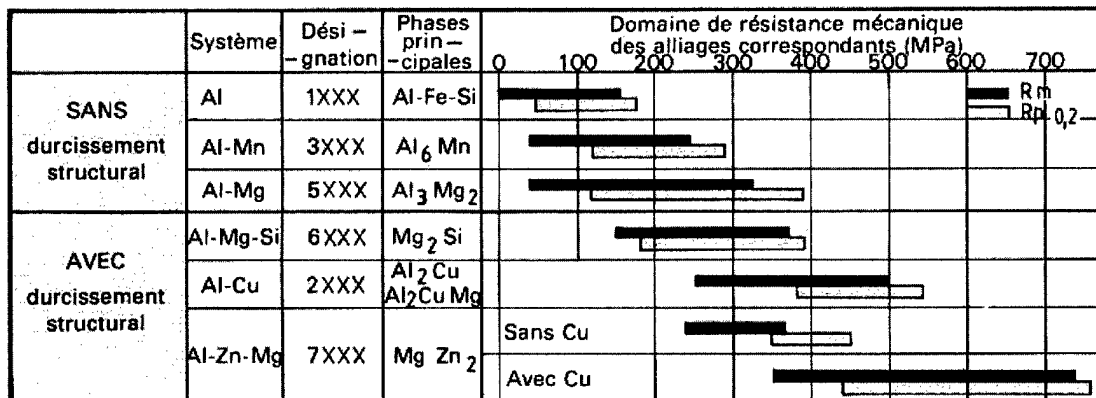 Système
Dési –
–gnation
Phases
prin –
–cipales
Domaine de résistance mécanique
des alliages correspondants (MPa)
0 100 200 300 400 500 600 700
SANS
durcissement
structural
Al 1XXX Al-Fe-Si
Rm
Rp 0,2
Al-Mn 3XXX Al6 Mn
Al-Mg 5XXX Al3 Mg2
AVEC
durcissement
structural
Al-Mg-Si 6XXX Mg2 Si
Al-Cu 2XXX Al2 Cu
Al2Cu Mg
Al-Zn-Mg 7XXX Mg Zn2
Sans Cu
Avec Cu